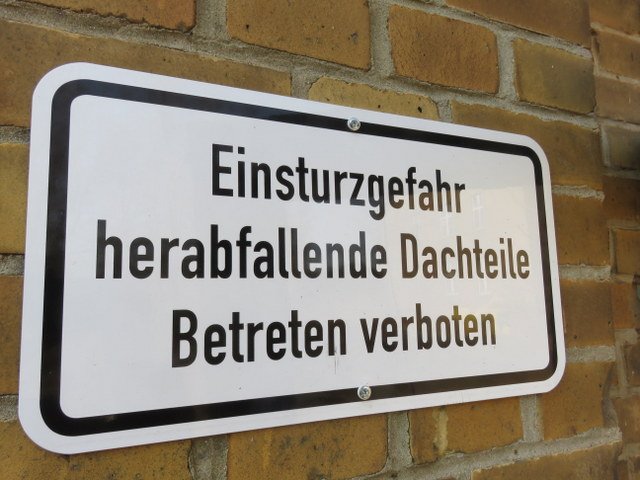 Einsturzgefahr
herabfallende Dachteile
Betreten verboten